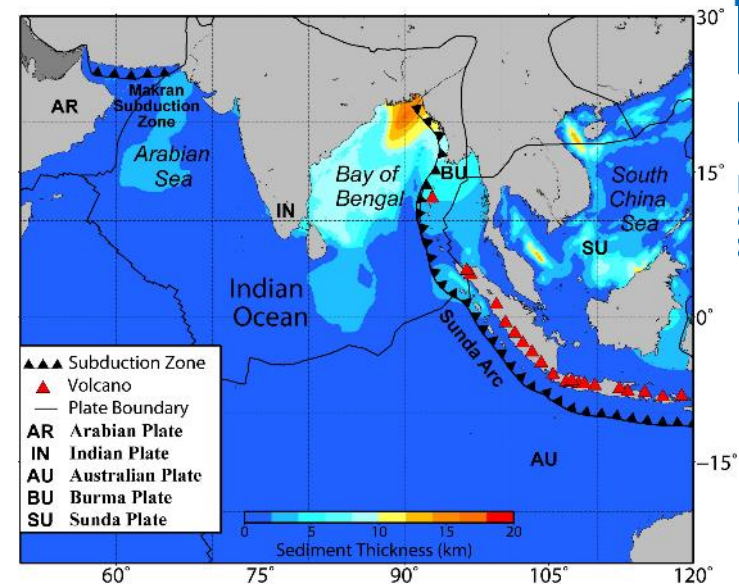 30°
AR
Makran
Subduction
Zone
Arabian
Sea
Bay of
Bengal
BU
15°
South
China
Sea
IN
SU
Indian
Ocean
0°
Sunda Arc
Subduction Zone
Volcano
Plate Boundary
AR Arabian Plate
IN Indian Plate
AU Australian Plate
BU Burma Plate
SU Sunda Plate
AU
-15°
0 5 10 15 20
Sediment Thickness (km)
60° 75° 90° 105° 120°